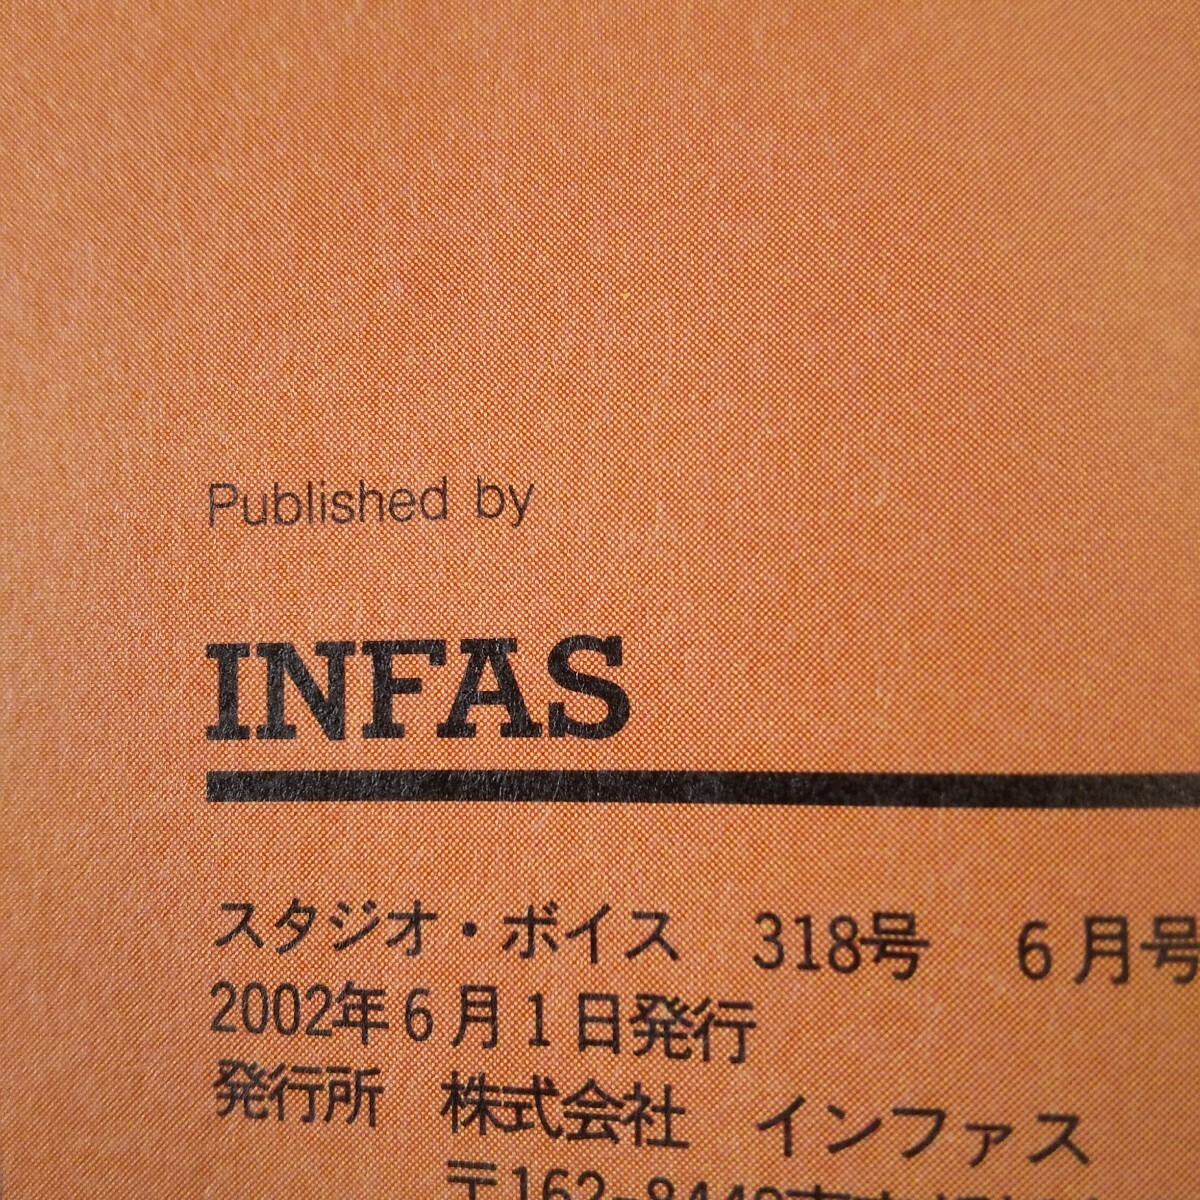 Published by
INFAS
スタジオ・ボイス　318号　6月号
2002年6月1日発行
発行所　株式会社　インファス